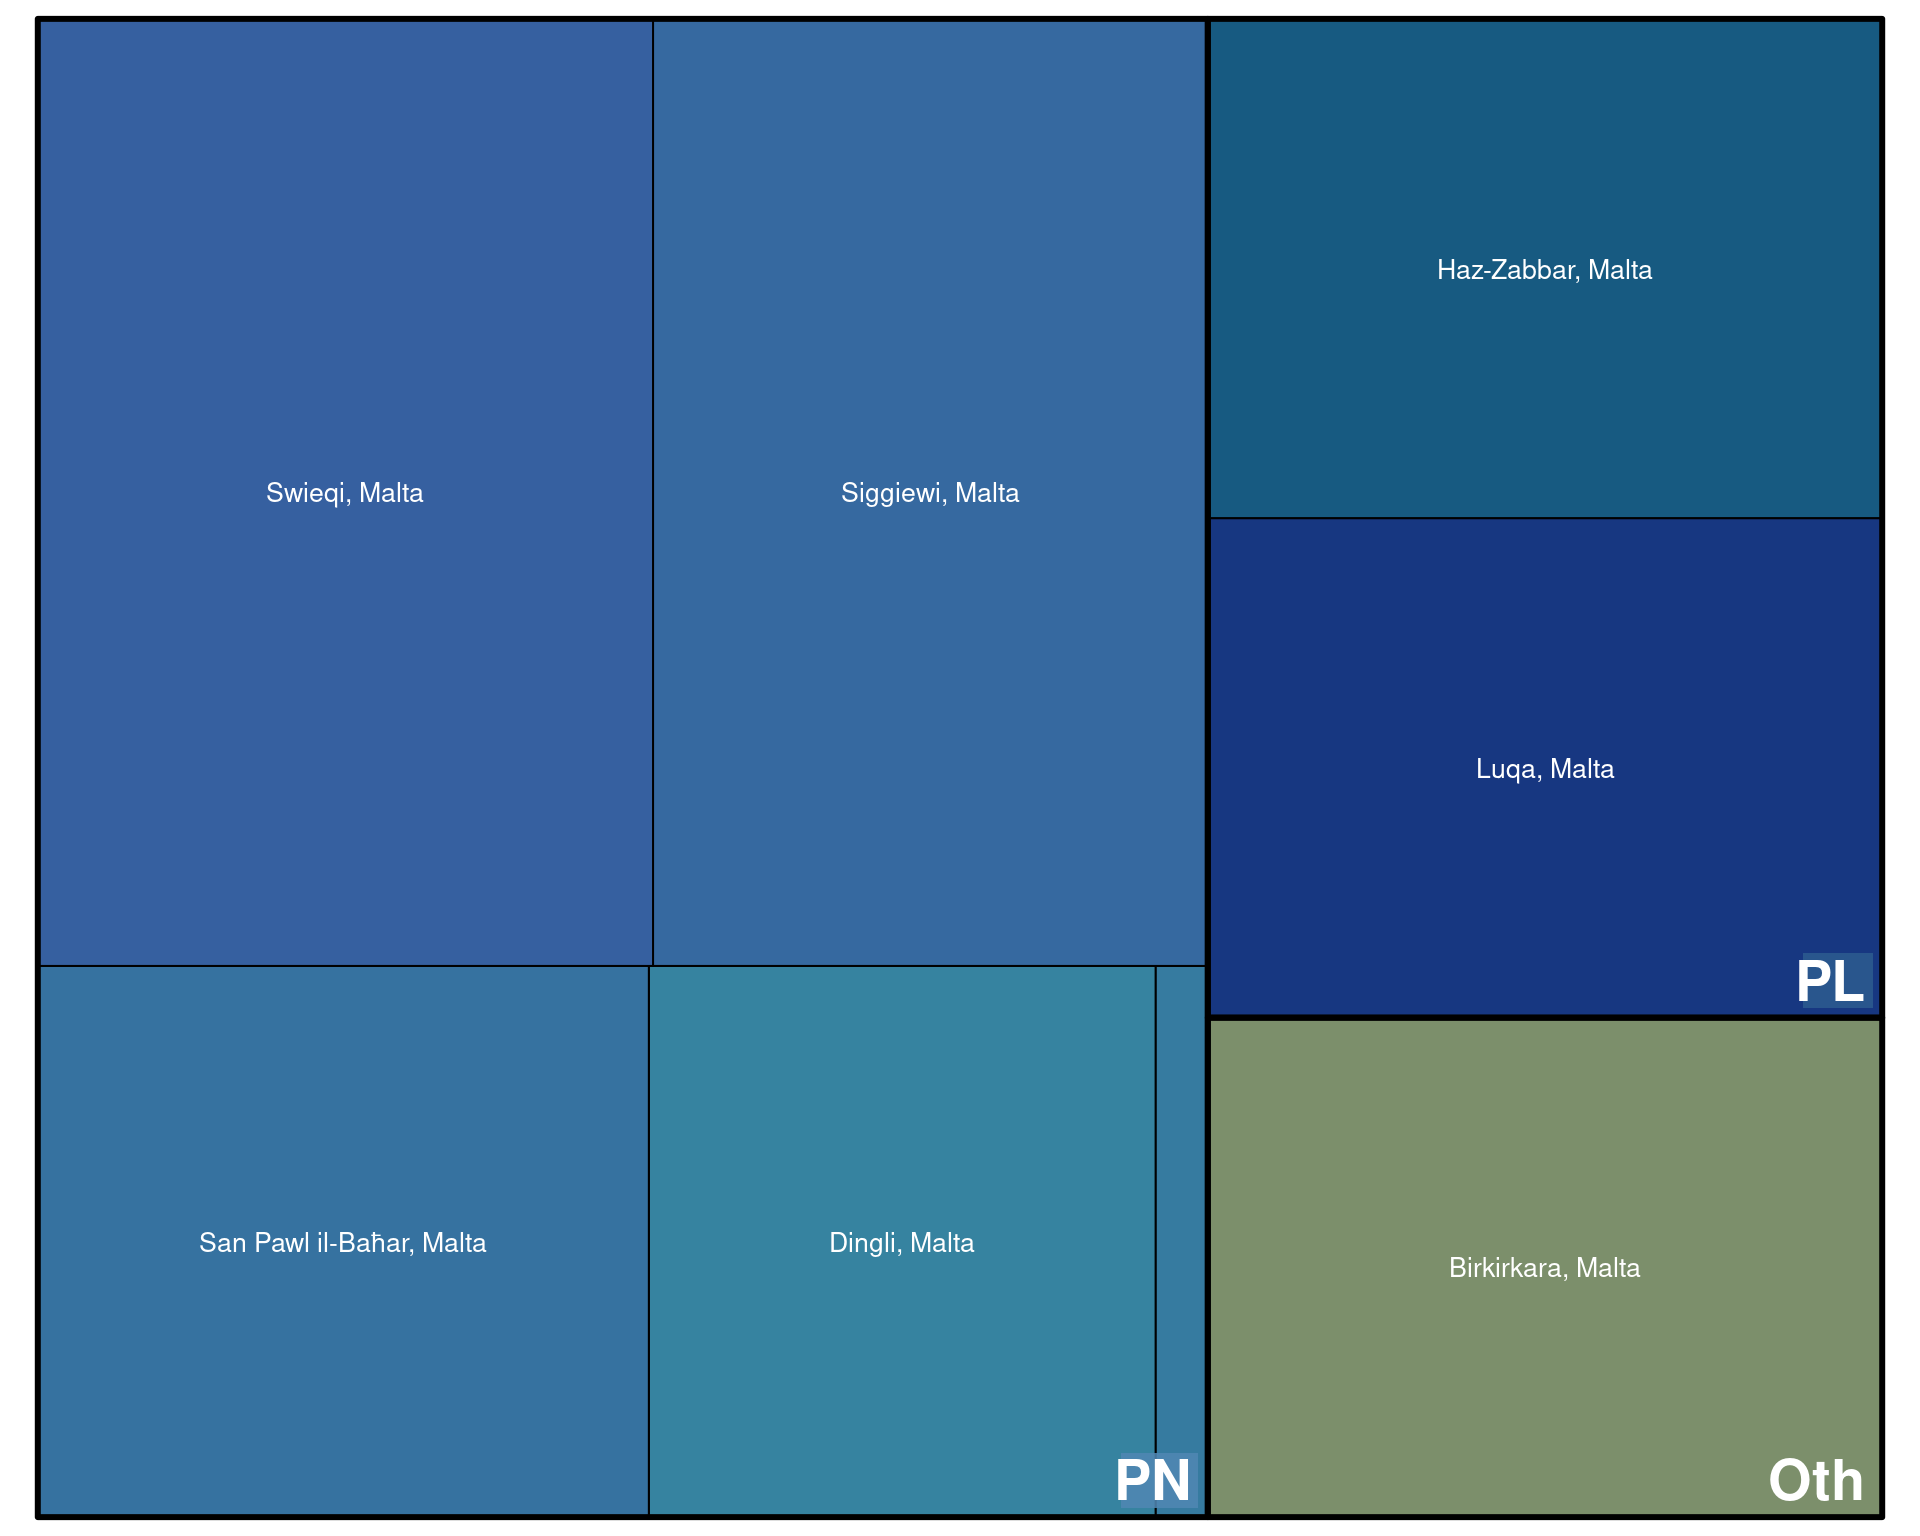 Swieqi, Malta
Siggiewi, Malta
San Pawl il-Baħar, Malta
Dingli, Malta
PN
Haz-Zabbar, Malta
Luqa, Malta
PL
Birkirkara, Malta
Oth